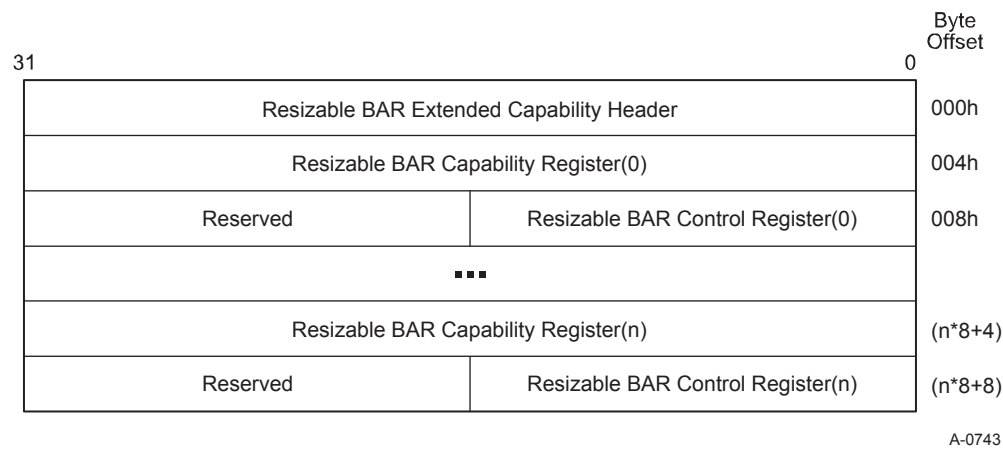 Byte
Offset
31 0
Resizable BAR Extended Capability Header 000h
Resizable BAR Capability Register(0) 004h
Reserved Resizable BAR Control Register(0) 008h
...
Resizable BAR Capability Register(n) (n*8+4)
Reserved Resizable BAR Control Register(n) (n*8+8)
A-0743